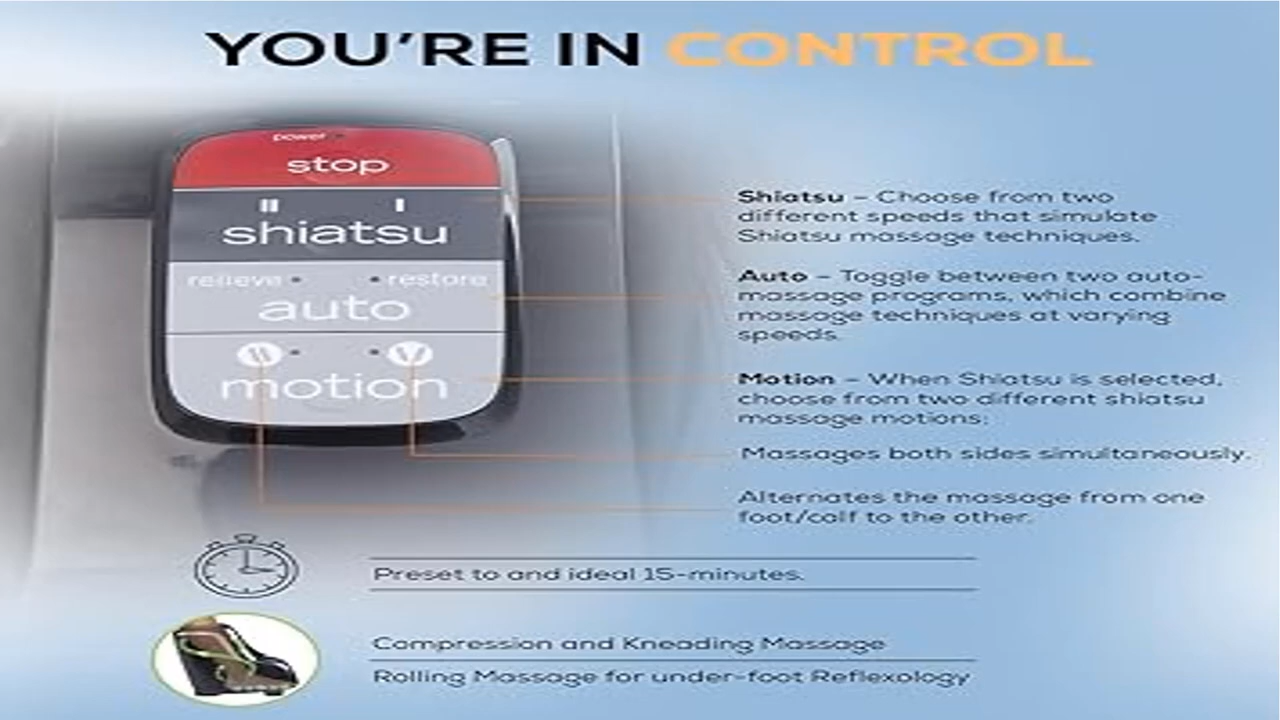 YOU'RE IN CONTROL
power
stop
II I
shiatsu
relieve • • restore
auto
motion
Shiatsu – Choose from two
different speeds that simulate
Shiatsu massage techniques.
Auto – Toggle between two auto-
massage programs, which combine
massage techniques at varying
speeds.
Motion – When Shiatsu is selected,
choose from two different shiatsu
massage motions:
Massages both sides simultaneously.
Alternates the massage from one
foot/calf to the other.
Preset to and ideal 15-minutes.
Compression and Kneading Massage
Rolling Massage for under-foot Reflexology